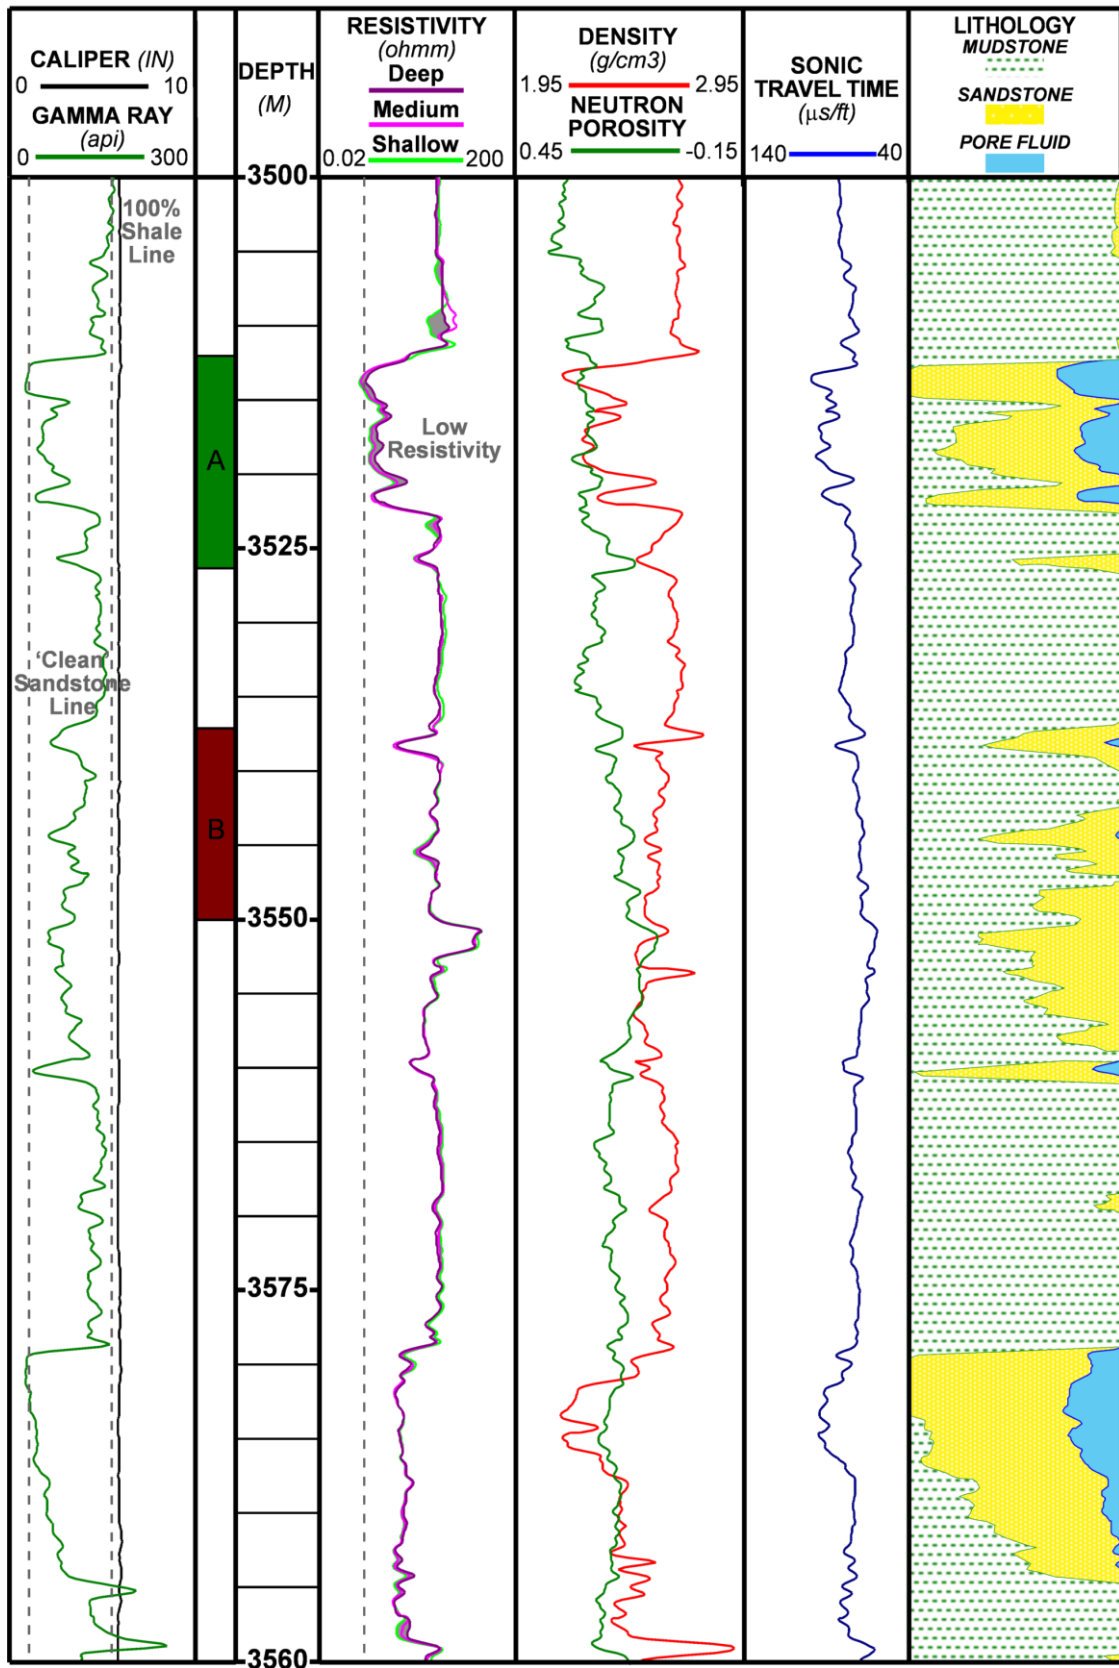 CALIPER (IN)
0 10
GAMMA RAY
(api)
0 300
DEPTH
(M)
RESISTIVITY
(ohmm)
Deep
Medium
Shallow
0.02 200
DENSITY
(g/cm3)
1.95 2.95
NEUTRON
POROSITY
0.45 -0.15
SONIC
TRAVEL TIME
(μs/ft)
140 40
LITHOLOGY
MUDSTONE
SANDSTONE
PORE FLUID
3500
100%
Shale
Line
A
Low
Resistivity
3525
'Clean'
Sandstone
Line
B
3550
3575
3560